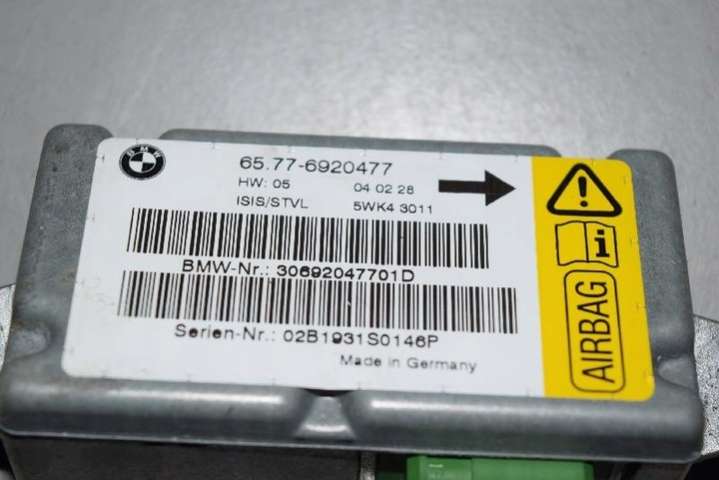 BMW
65.77-6920477
HW: 05 04 02 28
ISIS/STVL 5WK4 3011
BMW-Nr.: 30692047701D
Serien-Nr.: 02B1931S0146P
Made in Germany
i
AIRBAG